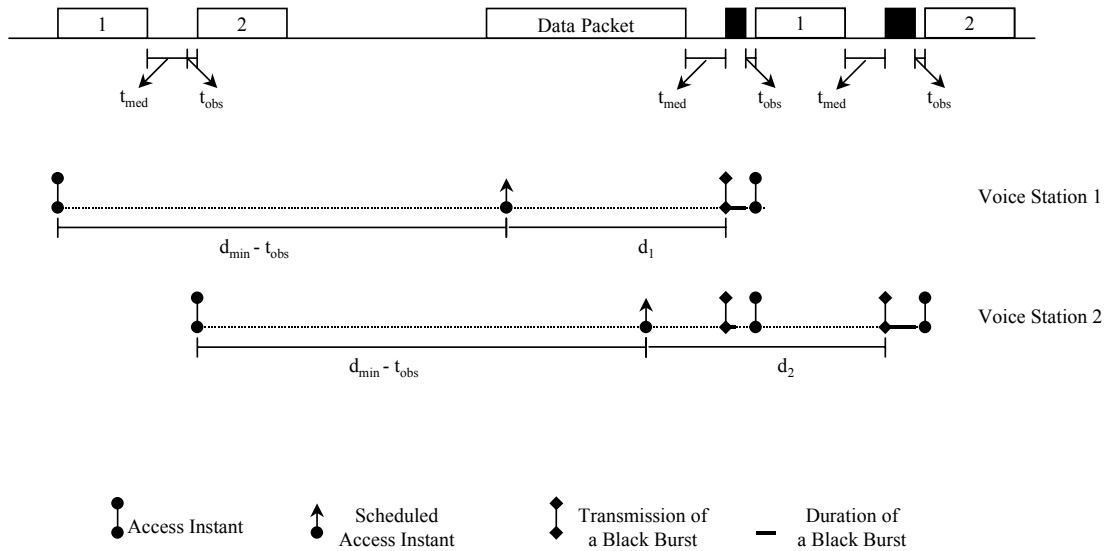 1 2 Data Packet 1 2
t_med t_obs t_med t_obs t_med t_obs
Voice Station 1
d_min - t_obs d_1
Voice Station 2
d_min - t_obs d_2
Access Instant
Scheduled
Access Instant
Transmission of
a Black Burst
Duration of
a Black Burst